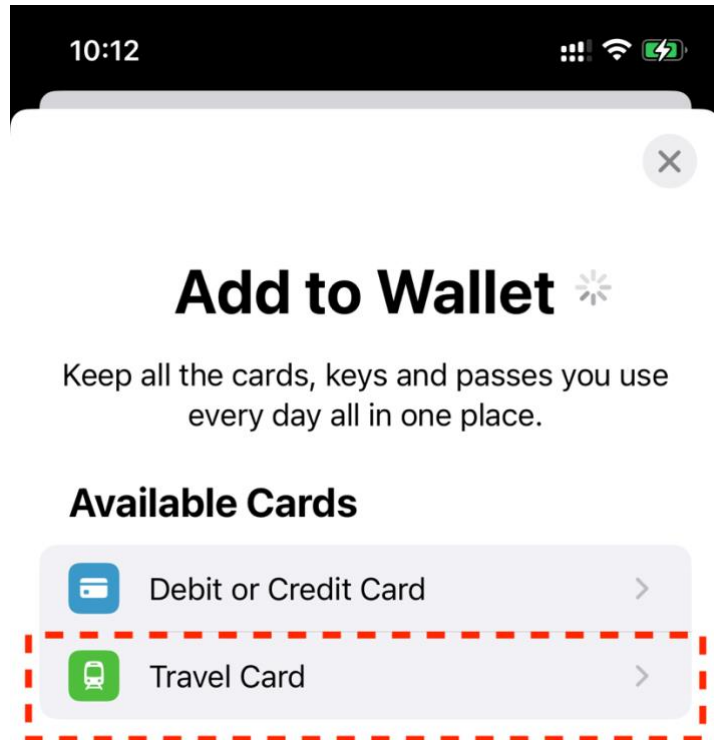 10:12
Add to Wallet
Keep all the cards, keys and passes you use
every day all in one place.
Available Cards
Debit or Credit Card
Travel Card